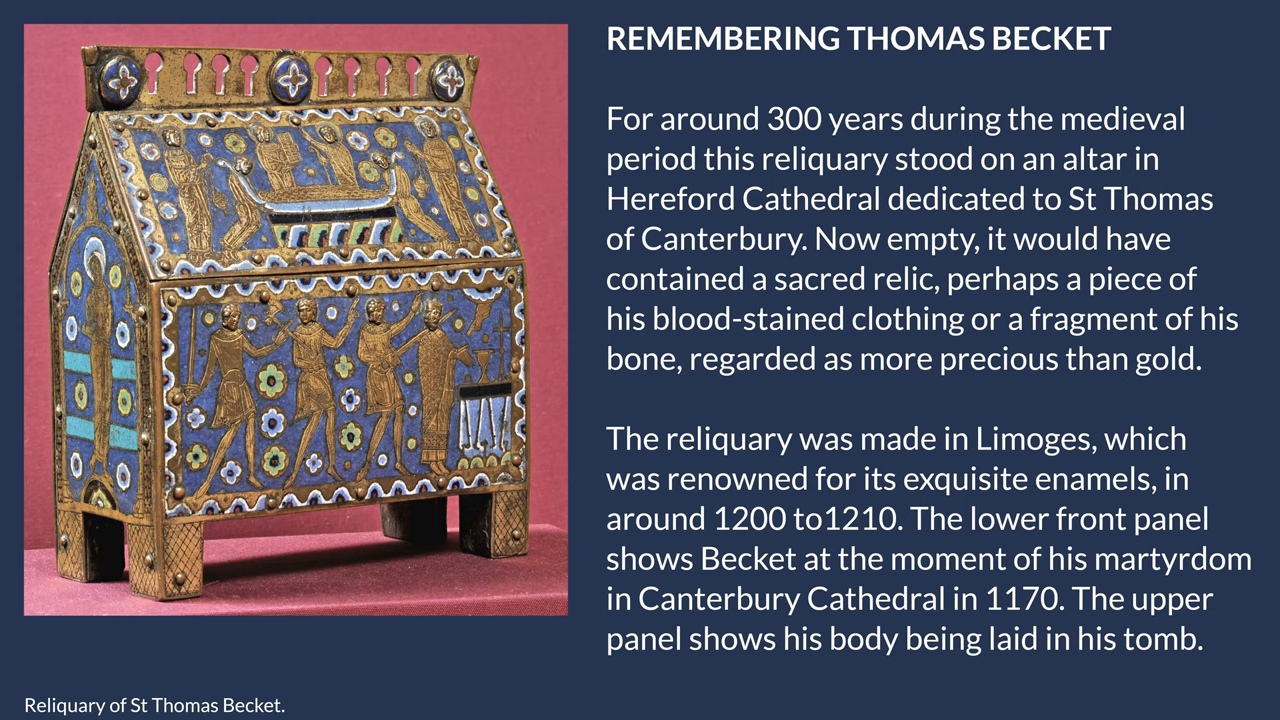 REMEMBERING THOMAS BECKET
For around 300 years during the medieval
period this reliquary stood on an altar in
Hereford Cathedral dedicated to St Thomas
of Canterbury. Now empty, it would have
contained a sacred relic, perhaps a piece of
his blood-stained clothing or a fragment of his
bone, regarded as more precious than gold.
The reliquary was made in Limoges, which
was renowned for its exquisite enamels, in
around 1200 to1210. The lower front panel
shows Becket at the moment of his martyrdom
in Canterbury Cathedral in 1170. The upper
panel shows his body being laid in his tomb.
Reliquary of St Thomas Becket.